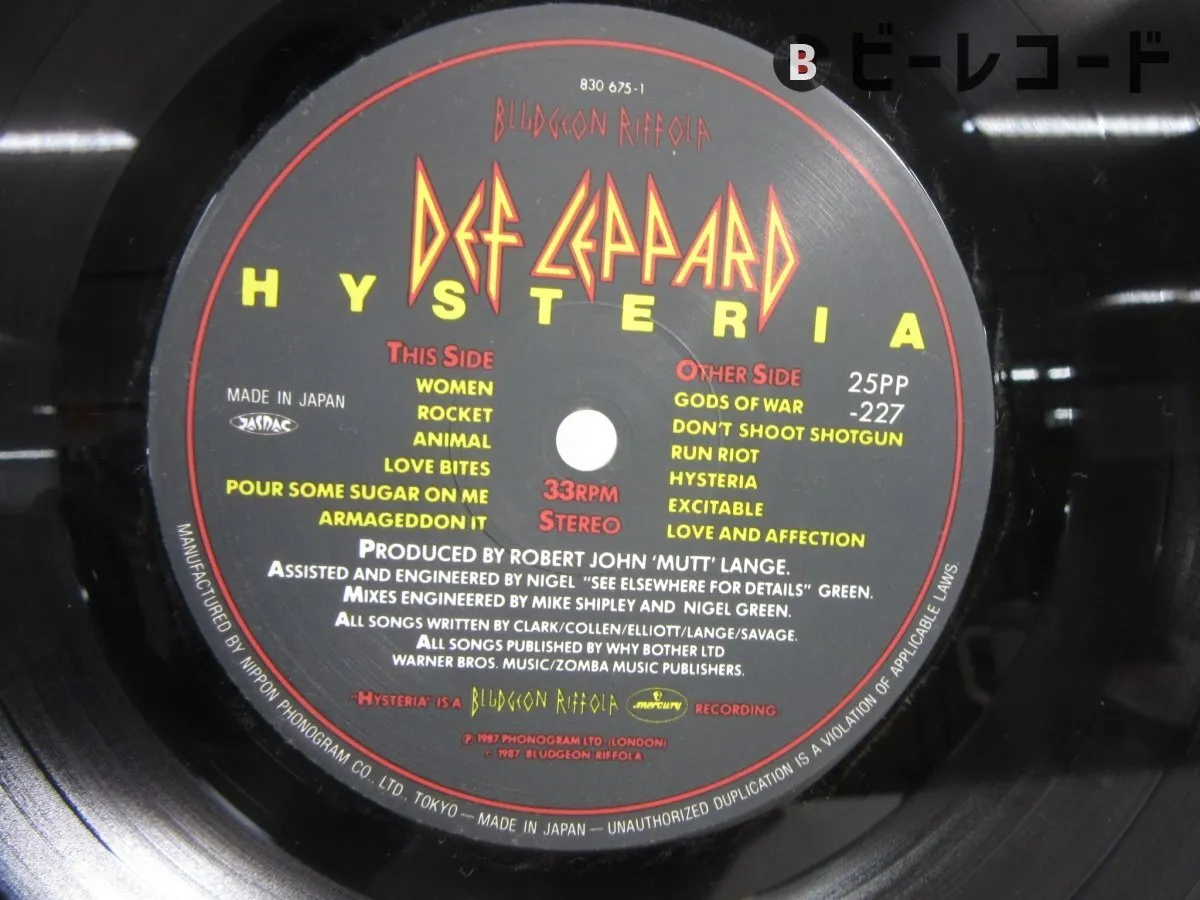 B ビーレコード
830 675-1
BLUDGEON RIFFOLA
DEF LEPPARD
HYSTERIA
THIS SIDE
WOMEN
ROCKET
ANIMAL
LOVE BITES
POUR SOME SUGAR ON ME
ARMAGEDDON IT
MADE IN JAPAN
JASRAC
33RPM
STEREO
OTHER SIDE
GODS OF WAR
DON'T SHOOT SHOTGUN
RUN RIOT
HYSTERIA
EXCITABLE
LOVE AND AFFECTION
25PP
-227
PRODUCED BY ROBERT JOHN 'MUTT' LANGE.
ASSISTED AND ENGINEERED BY NIGEL "SEE ELSEWHERE FOR DETAILS" GREEN.
MIXES ENGINEERED BY MIKE SHIPLEY AND NIGEL GREEN.
ALL SONGS WRITTEN BY CLARK/COLLEN/ELLIOTT/LANGE/SAVAGE.
ALL SONGS PUBLISHED BY WHY BOTHER LTD
WARNER BROS. MUSIC/ZOMBA MUSIC PUBLISHERS.
"HYSTERIA' IS A BLUDGEON RIFFOLA mercury RECORDING
℗ 1987 PHONOGRAM LTD (LONDON)
© 1987 BLUDGEON RIFFOLA
MANUFACTURED BY NIPPON PHONOGRAM CO., LTD., TOKYO — MADE IN JAPAN — UNAUTHORIZED DUPLICATION IS A VIOLATION OF APPLICABLE LAWS.